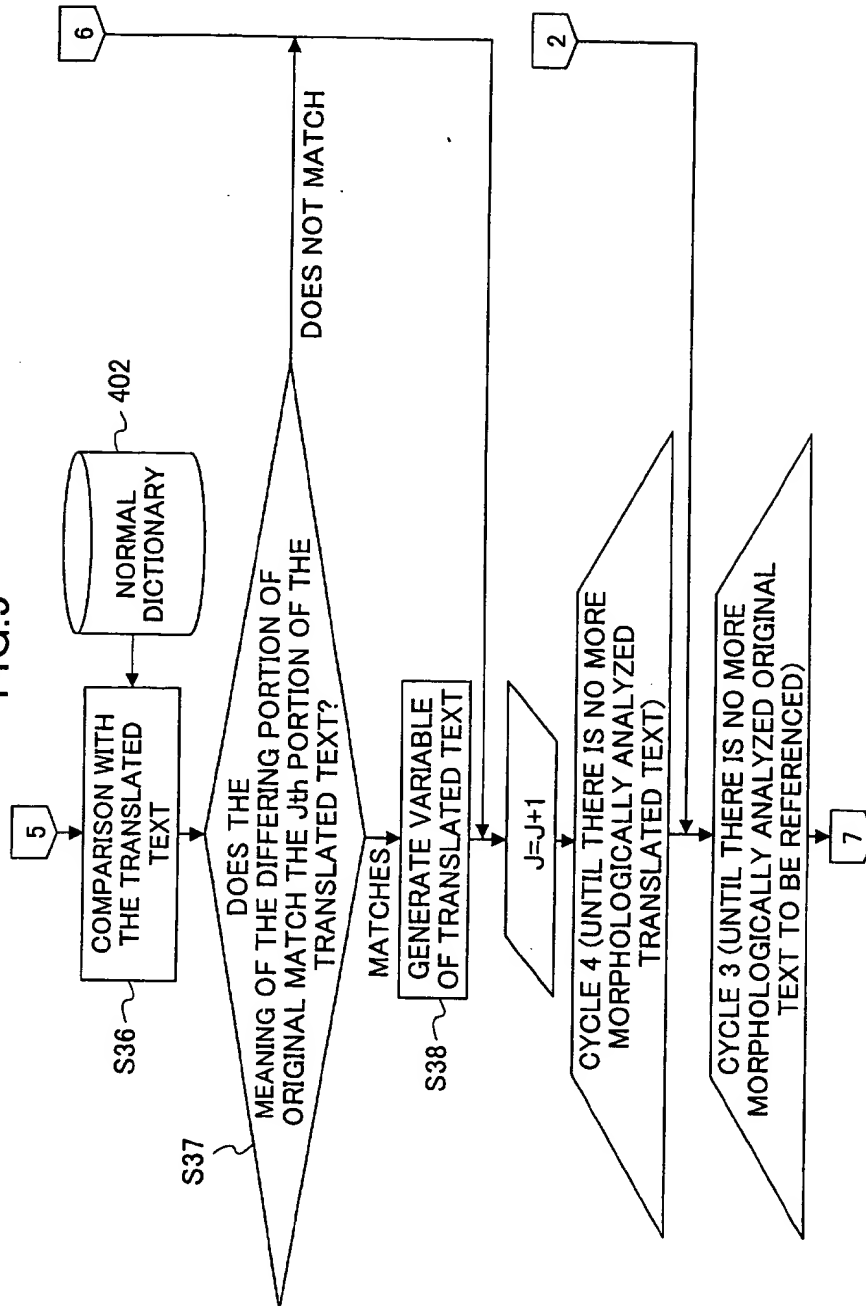 FIG.9
5
6
COMPARISON WITH
THE TRANSLATED
TEXT
S36
NORMAL
DICTIONARY
402
S37
DOES THE
MEANING OF THE DIFFERING PORTION OF
ORIGINAL MATCH THE Jth PORTION OF THE
TRANSLATED TEXT?
DOES NOT MATCH
MATCHES
GENERATE VARIABLE
OF TRANSLATED TEXT
S38
J=J+1
2
CYCLE 4 (UNTIL THERE IS NO MORE
MORPHOLOGICALLY ANALYZED
TRANSLATED TEXT)
CYCLE 3 (UNTIL THERE IS NO MORE
MORPHOLOGICALLY ANALYZED ORIGINAL
TEXT TO BE REFERENCED)
7